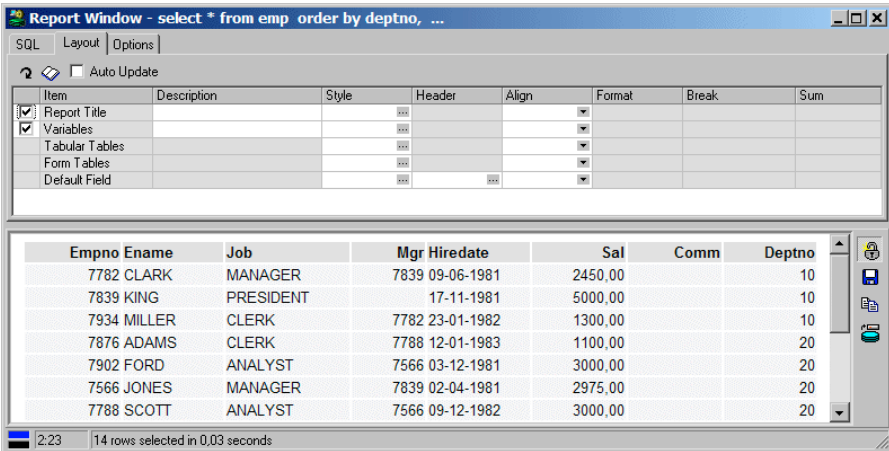 Report Window - select * from emp order by deptno, ...
SQL Layout Options
Auto Update
Item Description Style Header Align Format Break Sum
Report Title
Variables
Tabular Tables
Form Tables
Default Field
Empno Ename Job Mgr Hiredate Sal Comm Deptno
7782 CLARK MANAGER 7839 09-06-1981 2450,00 10
7839 KING PRESIDENT 17-11-1981 5000,00 10
7934 MILLER CLERK 7782 23-01-1982 1300,00 10
7876 ADAMS CLERK 7788 12-01-1983 1100,00 20
7902 FORD ANALYST 7566 03-12-1981 3000,00 20
7566 JONES MANAGER 7839 02-04-1981 2975,00 20
7788 SCOTT ANALYST 7566 09-12-1982 3000,00 20
2:23 14 rows selected in 0,03 seconds